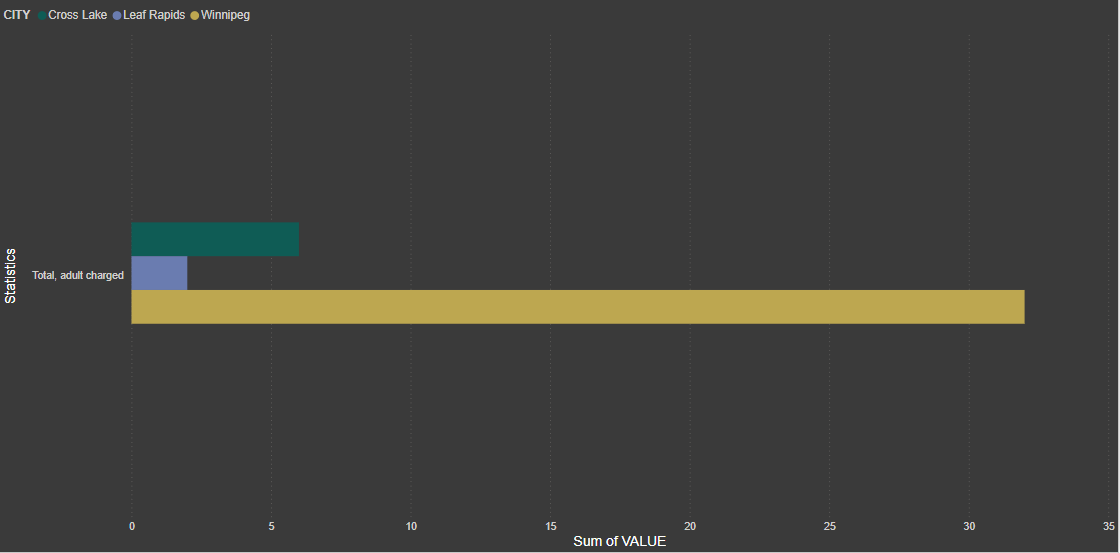 CITY Cross Lake Leaf Rapids Winnipeg
Statistics
Total, adult charged
0 5 10 15 20 25 30 35
Sum of VALUE